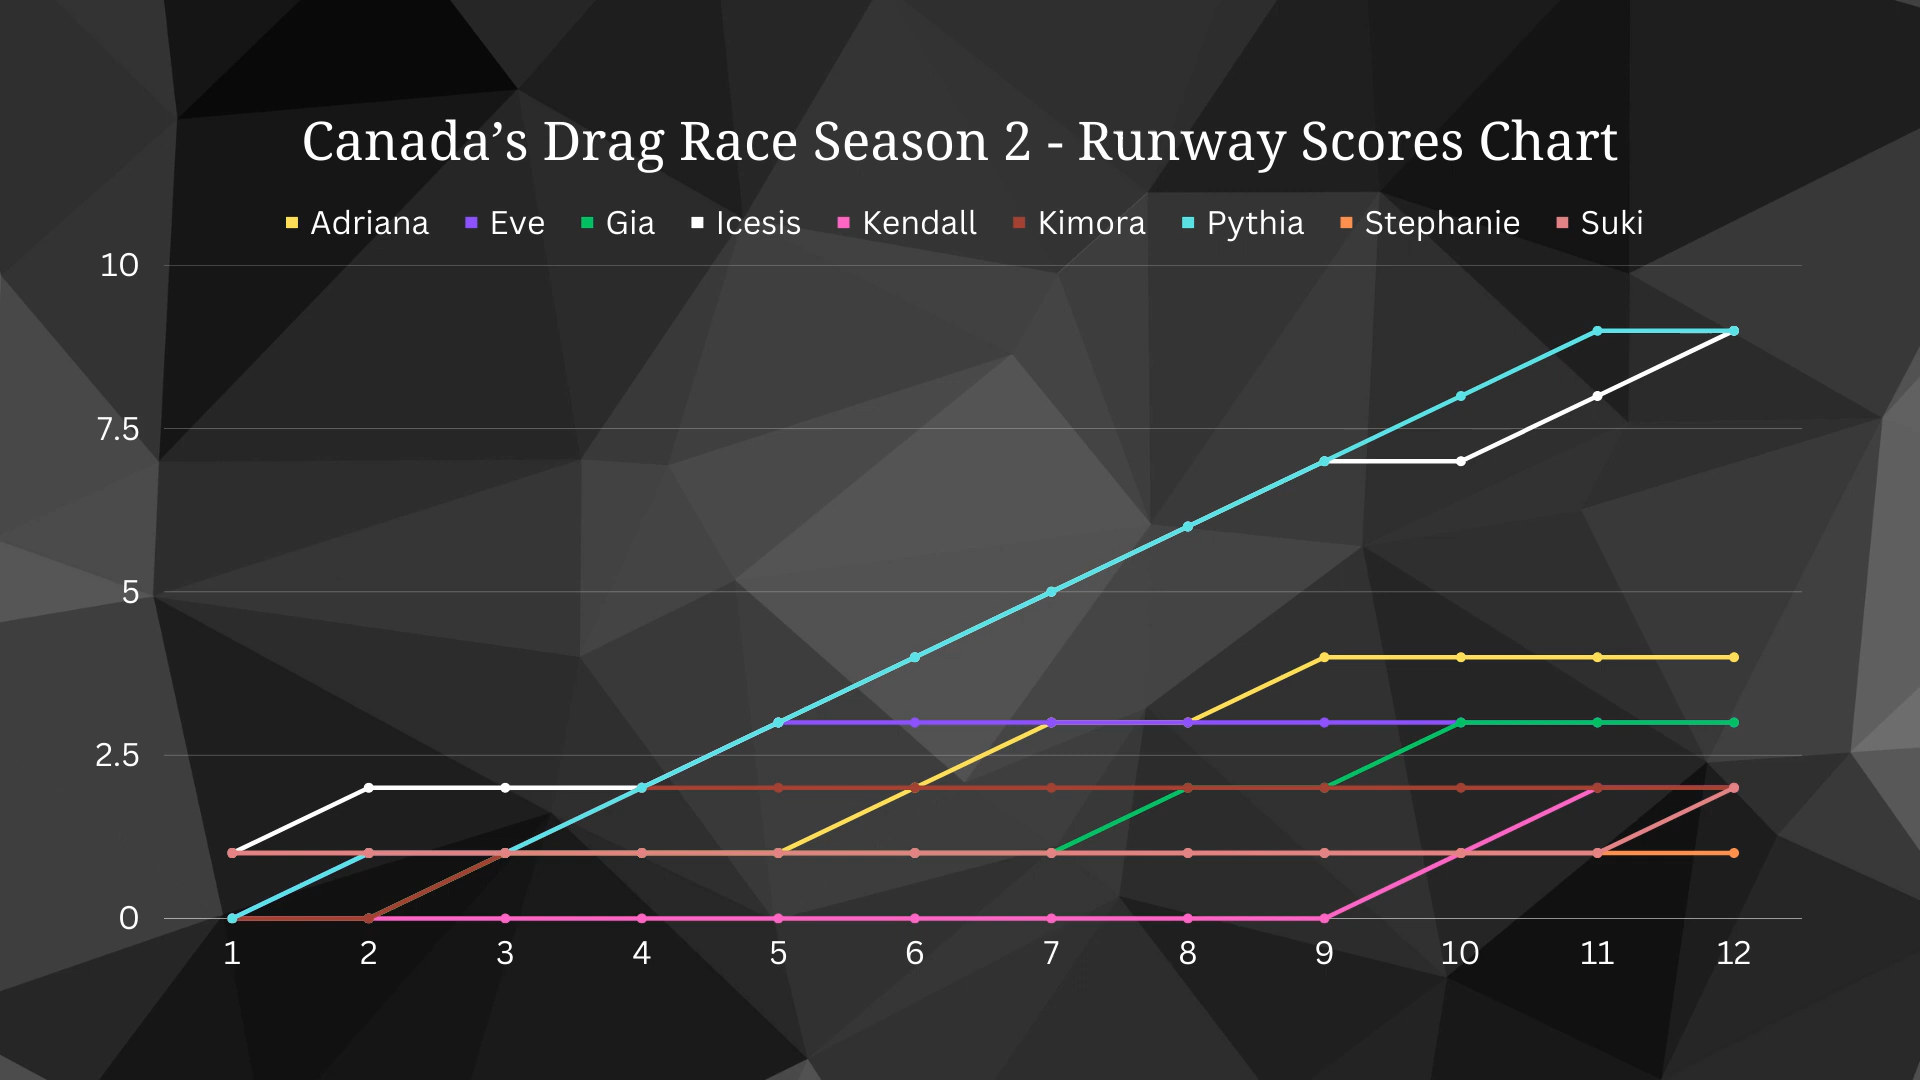 Canada’s Drag Race Season 2 - Runway Scores Chart
Adriana Eve Gia Icesis Kendall Kimora Pythia Stephanie Suki
10
7.5
5
2.5
0
1 2 3 4 5 6 7 8 9 10 11 12